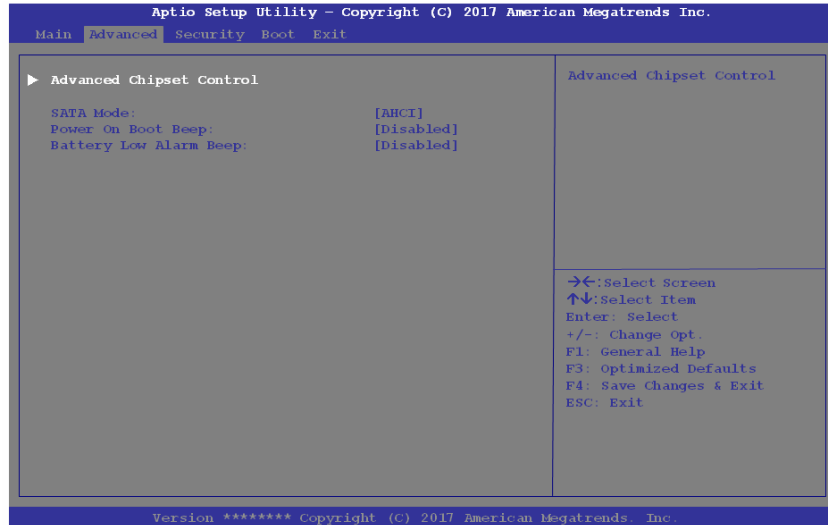 Aptio Setup Utility – Copyright (C) 2017 American Megatrends Inc.
Main Advanced Security Boot Exit
▶ Advanced Chipset Control
SATA Mode: [AHCI]
Power On Boot Beep: [Disabled]
Battery Low Alarm Beep: [Disabled]
Advanced Chipset Control
→←:Select Screen
↑↓:Select Item
Enter: Select
+/-: Change Opt.
F1: General Help
F3: Optimized Defaults
F4: Save Changes & Exit
ESC: Exit
Version ******** Copyright (C) 2017 American Megatrends. Inc.